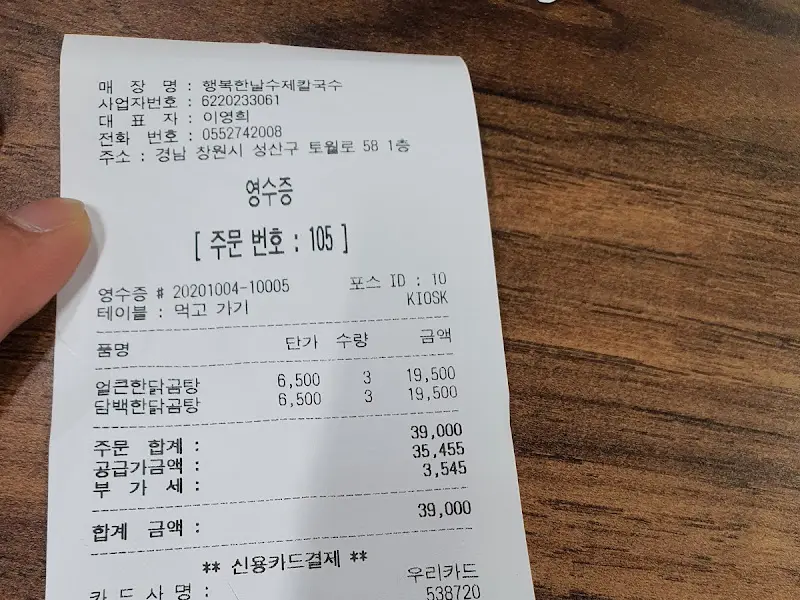 매 장 명 : 행복한날수제칼국수
사업자번호 : 6220233061
대 표 자 : 이영희
전화 번호 : 0552742008
주소 : 경남 창원시 성산구 토월로 58 1층
영수증
[ 주문 번호 : 105 ]
영수증 # 20201004-10005 포스 ID : 10
테이블 : 먹고 가기 KIOSK
품명 단가 수량 금액
얼큰한닭곰탕 6,500 3 19,500
담백한닭곰탕 6,500 3 19,500
주문 합계 : 39,000
공급가금액 : 35,455
부 가 세 : 3,545
합계 금액 : 39,000
** 신용카드결제 **
카 드 사 명 : 우리카드
538720